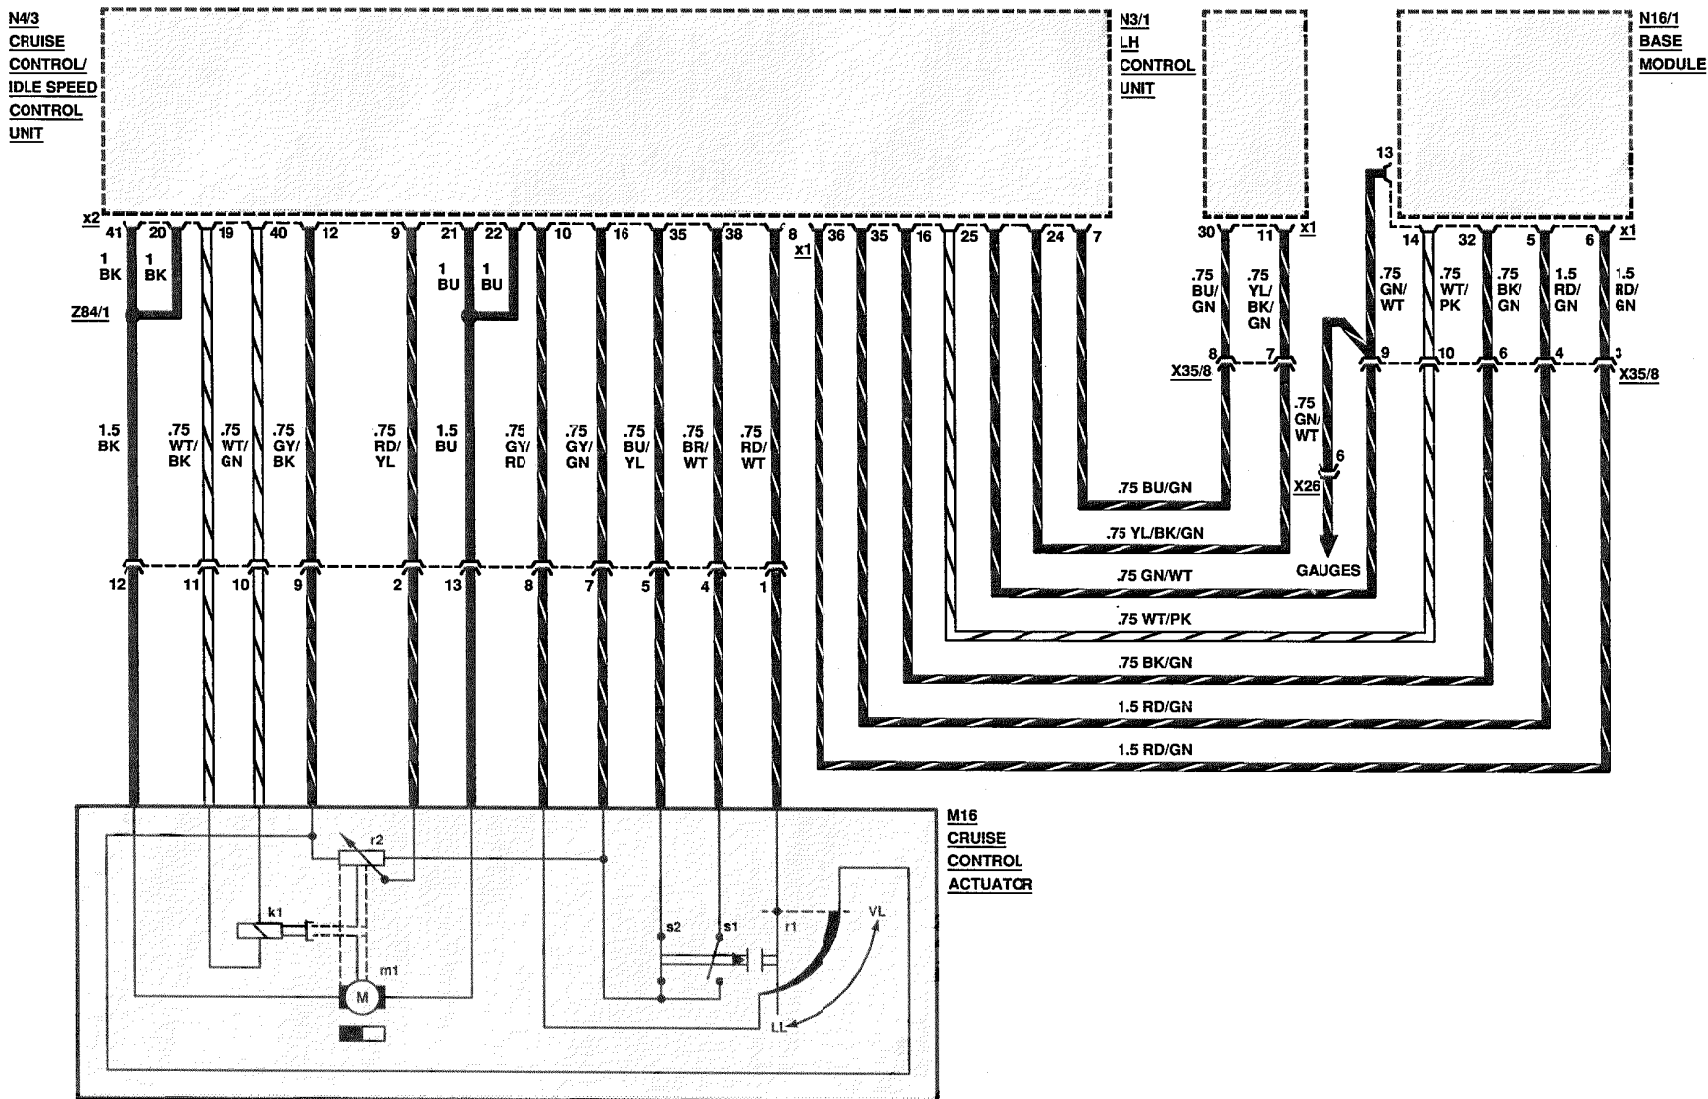 N4/3
CRUISE
CONTROL/
IDLE SPEED
CONTROL
UNIT
N3/1
LH
CONTROL
UNIT
N16/1
BASE
MODULE
13
x2
41 20 19 40 12 9 21 22 10 16 35 38 8
x1
36 35 16 25 24 7
30 11 x1
14 32 5 6 x1
1
BK
1
BK
1
BU
1
BU
.75
BU/
GN
.75
YL/
BK/
GN
.75
GN/
WT
.75
WT/
PK
.75
BK/
GN
1.5
RD/
GN
1.5
RD/
GN
Z84/1
8 7 9 10 6 4 3
X35/8
X35/8
1.5
BK
.75
WT/
BK
.75
WT/
GN
.75
GY/
BK
.75
RD/
YL
1.5
BU
.75
GY/
RD
.75
GY/
GN
.75
BU/
YL
.75
BR/
WT
.75
RD/
WT
.75
GN/
WT
6
X26
GAUGES
.75 BU/GN
.75 YL/BK/GN
.75 GN/WT
.75 WT/PK
.75 BK/GN
1.5 RD/GN
1.5 RD/GN
12 11 10 9 2 13 8 7 5 4 1
M16
CRUISE
CONTROL
ACTUATOR
r2
k1
m1
M
s2
s1
r1
VL
LL